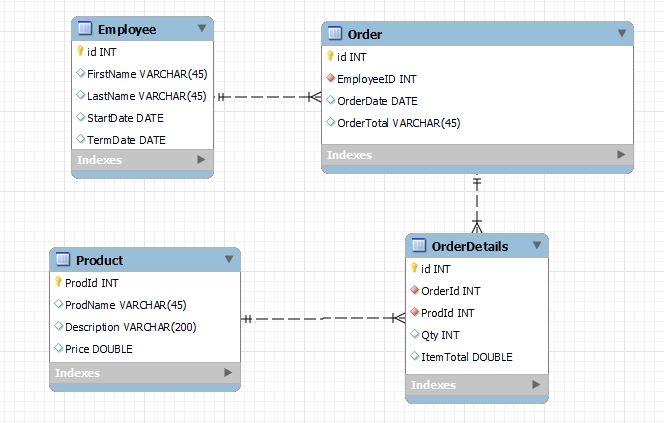 Employee
id INT
FirstName VARCHAR(45)
LastName VARCHAR(45)
StartDate DATE
TermDate DATE
Indexes
Order
id INT
EmployeeID INT
OrderDate DATE
OrderTotal VARCHAR(45)
Indexes
Product
ProdId INT
ProdName VARCHAR(45)
Description VARCHAR(200)
Price DOUBLE
Indexes
OrderDetails
id INT
OrderId INT
ProdId INT
Qty INT
ItemTotal DOUBLE
Indexes